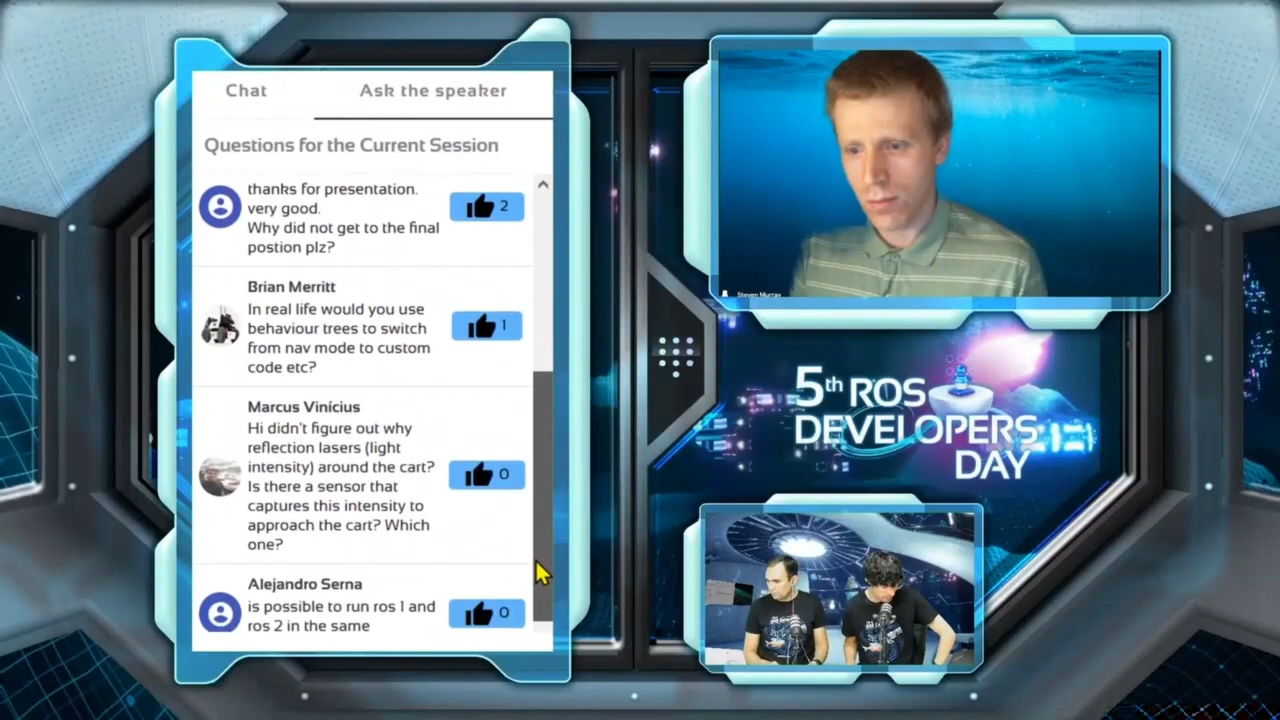 Chat
Ask the speaker
Questions for the Current Session
thanks for presentation.
very good.
Why did not get to the final
postion plz?
2
Brian Merritt
In real life would you use
behaviour trees to switch
from nav mode to custom
code etc?
1
Marcus Vinícius
Hi didn't figure out why
reflection lasers (light
intensity) around the cart?
Is there a sensor that
captures this intensity to
approach the cart? Which
one?
0
Alejandro Serna
is possible to run ros 1 and
ros 2 in the same
0
Steven Murray
5th ROS
DEVELOPERS
DAY